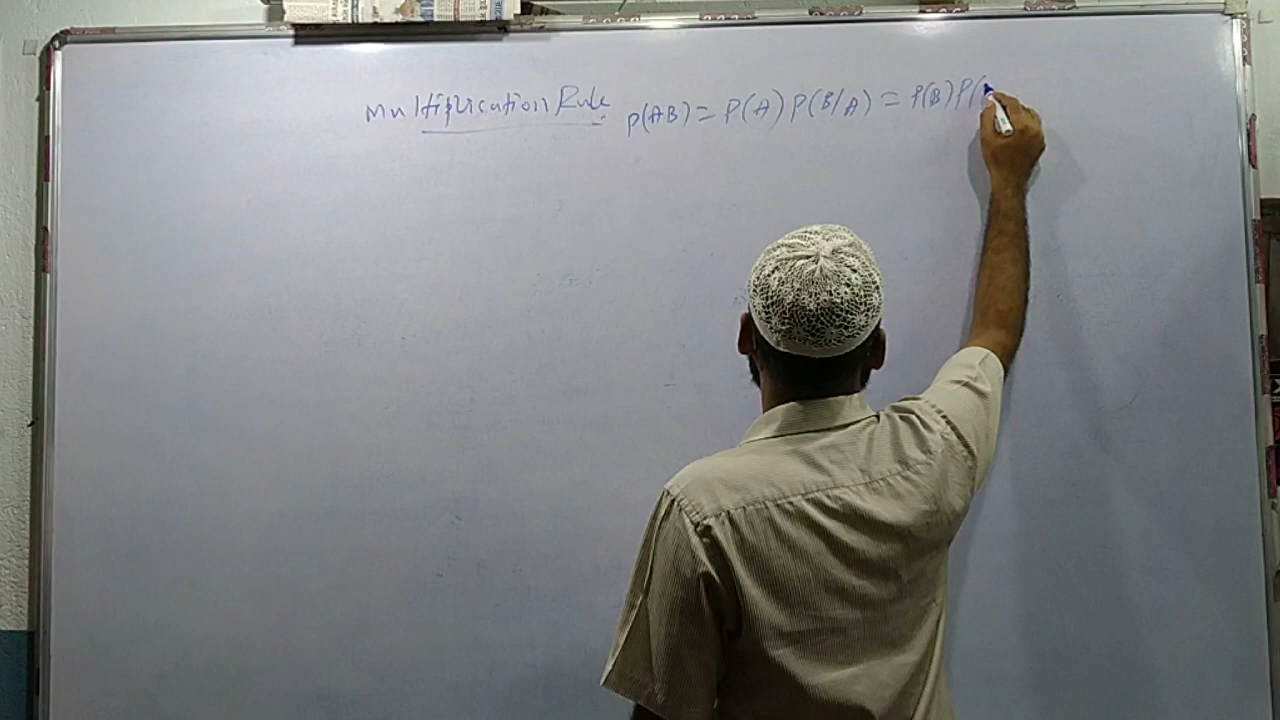 Multiplication Rule P(AB) = P(A) P(B/A) = P(B) P(